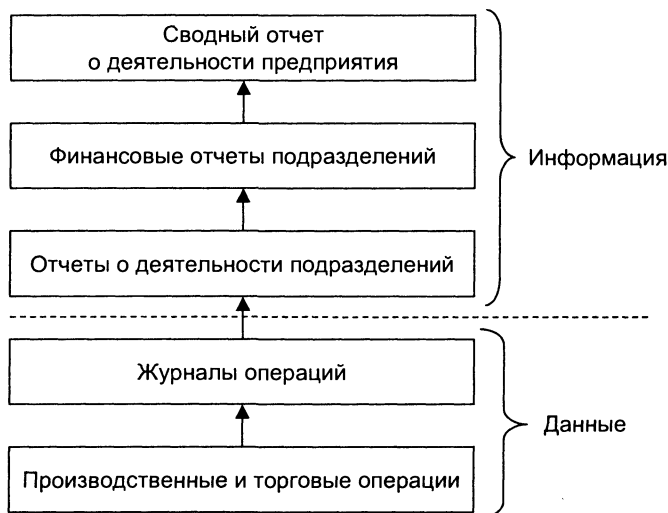 Сводный отчет
о деятельности предприятия
Финансовые отчеты подразделений
Информация
Отчеты о деятельности подразделений
Журналы операций
Данные
Производственные и торговые операции